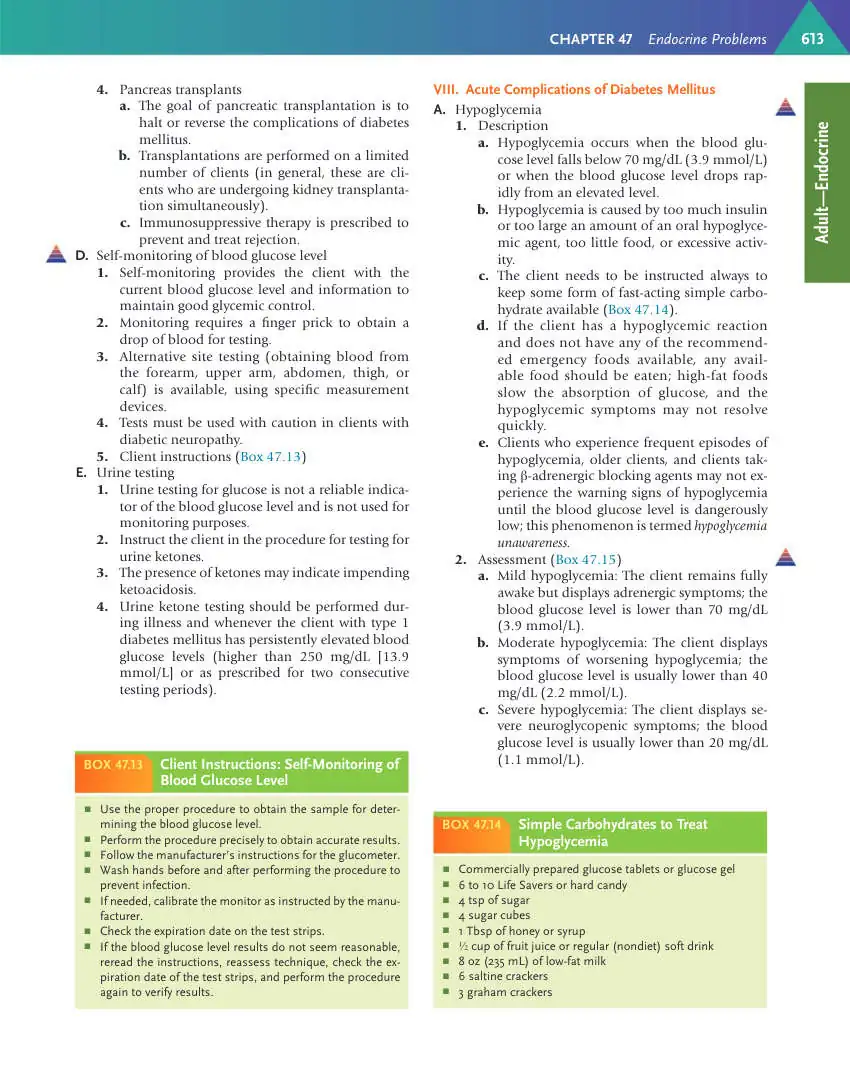 CHAPTER 47 Endocrine Problems 613
4. Pancreas transplants
a. The goal of pancreatic transplantation is to
halt or reverse the complications of diabetes
mellitus.
b. Transplantations are performed on a limited
number of clients (in general, these are cli-
ents who are undergoing kidney transplanta-
tion simultaneously).
c. Immunosuppressive therapy is prescribed to
prevent and treat rejection.
D. Self-monitoring of blood glucose level
1. Self-monitoring provides the client with the
current blood glucose level and information to
maintain good glycemic control.
2. Monitoring requires a finger prick to obtain a
drop of blood for testing.
3. Alternative site testing (obtaining blood from
the forearm, upper arm, abdomen, thigh, or
calf) is available, using specific measurement
devices.
4. Tests must be used with caution in clients with
diabetic neuropathy.
5. Client instructions (Box 47.13)
E. Urine testing
1. Urine testing for glucose is not a reliable indica-
tor of the blood glucose level and is not used for
monitoring purposes.
2. Instruct the client in the procedure for testing for
urine ketones.
3. The presence of ketones may indicate impending
ketoacidosis.
4. Urine ketone testing should be performed dur-
ing illness and whenever the client with type 1
diabetes mellitus has persistently elevated blood
glucose levels (higher than 250 mg/dL [13.9
mmol/L] or as prescribed for two consecutive
testing periods).
BOX 47.13 Client Instructions: Self-Monitoring of
Blood Glucose Level
■ Use the proper procedure to obtain the sample for deter-
mining the blood glucose level.
■ Perform the procedure precisely to obtain accurate results.
■ Follow the manufacturer's instructions for the glucometer.
■ Wash hands before and after performing the procedure to
prevent infection.
■ If needed, calibrate the monitor as instructed by the manu-
facturer.
■ Check the expiration date on the test strips.
■ If the blood glucose level results do not seem reasonable,
reread the instructions, reassess technique, check the ex-
piration date of the test strips, and perform the procedure
again to verify results.
VIII. Acute Complications of Diabetes Mellitus
A. Hypoglycemia
1. Description
a. Hypoglycemia occurs when the blood glu-
cose level falls below 70 mg/dL (3.9 mmol/L)
or when the blood glucose level drops rap-
idly from an elevated level.
b. Hypoglycemia is caused by too much insulin
or too large an amount of an oral hypoglyce-
mic agent, too little food, or excessive activ-
ity.
c. The client needs to be instructed always to
keep some form of fast-acting simple carbo-
hydrate available (Box 47.14).
d. If the client has a hypoglycemic reaction
and does not have any of the recommend-
ed emergency foods available, any avail-
able food should be eaten; high-fat foods
slow the absorption of glucose, and the
hypoglycemic symptoms may not resolve
quickly.
e. Clients who experience frequent episodes of
hypoglycemia, older clients, and clients tak-
ing β-adrenergic blocking agents may not ex-
perience the warning signs of hypoglycemia
until the blood glucose level is dangerously
low; this phenomenon is termed hypoglycemia
unawareness.
2. Assessment (Box 47.15)
a. Mild hypoglycemia: The client remains fully
awake but displays adrenergic symptoms; the
blood glucose level is lower than 70 mg/dL
(3.9 mmol/L).
b. Moderate hypoglycemia: The client displays
symptoms of worsening hypoglycemia; the
blood glucose level is usually lower than 40
mg/dL (2.2 mmol/L).
c. Severe hypoglycemia: The client displays se-
vere neuroglycopenic symptoms; the blood
glucose level is usually lower than 20 mg/dL
(1.1 mmol/L).
BOX 47.14 Simple Carbohydrates to Treat
Hypoglycemia
■ Commercially prepared glucose tablets or glucose gel
■ 6 to 10 Life Savers or hard candy
■ 4 tsp of sugar
■ 4 sugar cubes
■ 1 Tbsp of honey or syrup
■ ½ cup of fruit juice or regular (nondiet) soft drink
■ 8 oz (235 mL) of low-fat milk
■ 6 saltine crackers
■ 3 graham crackers
Adult—Endocrine